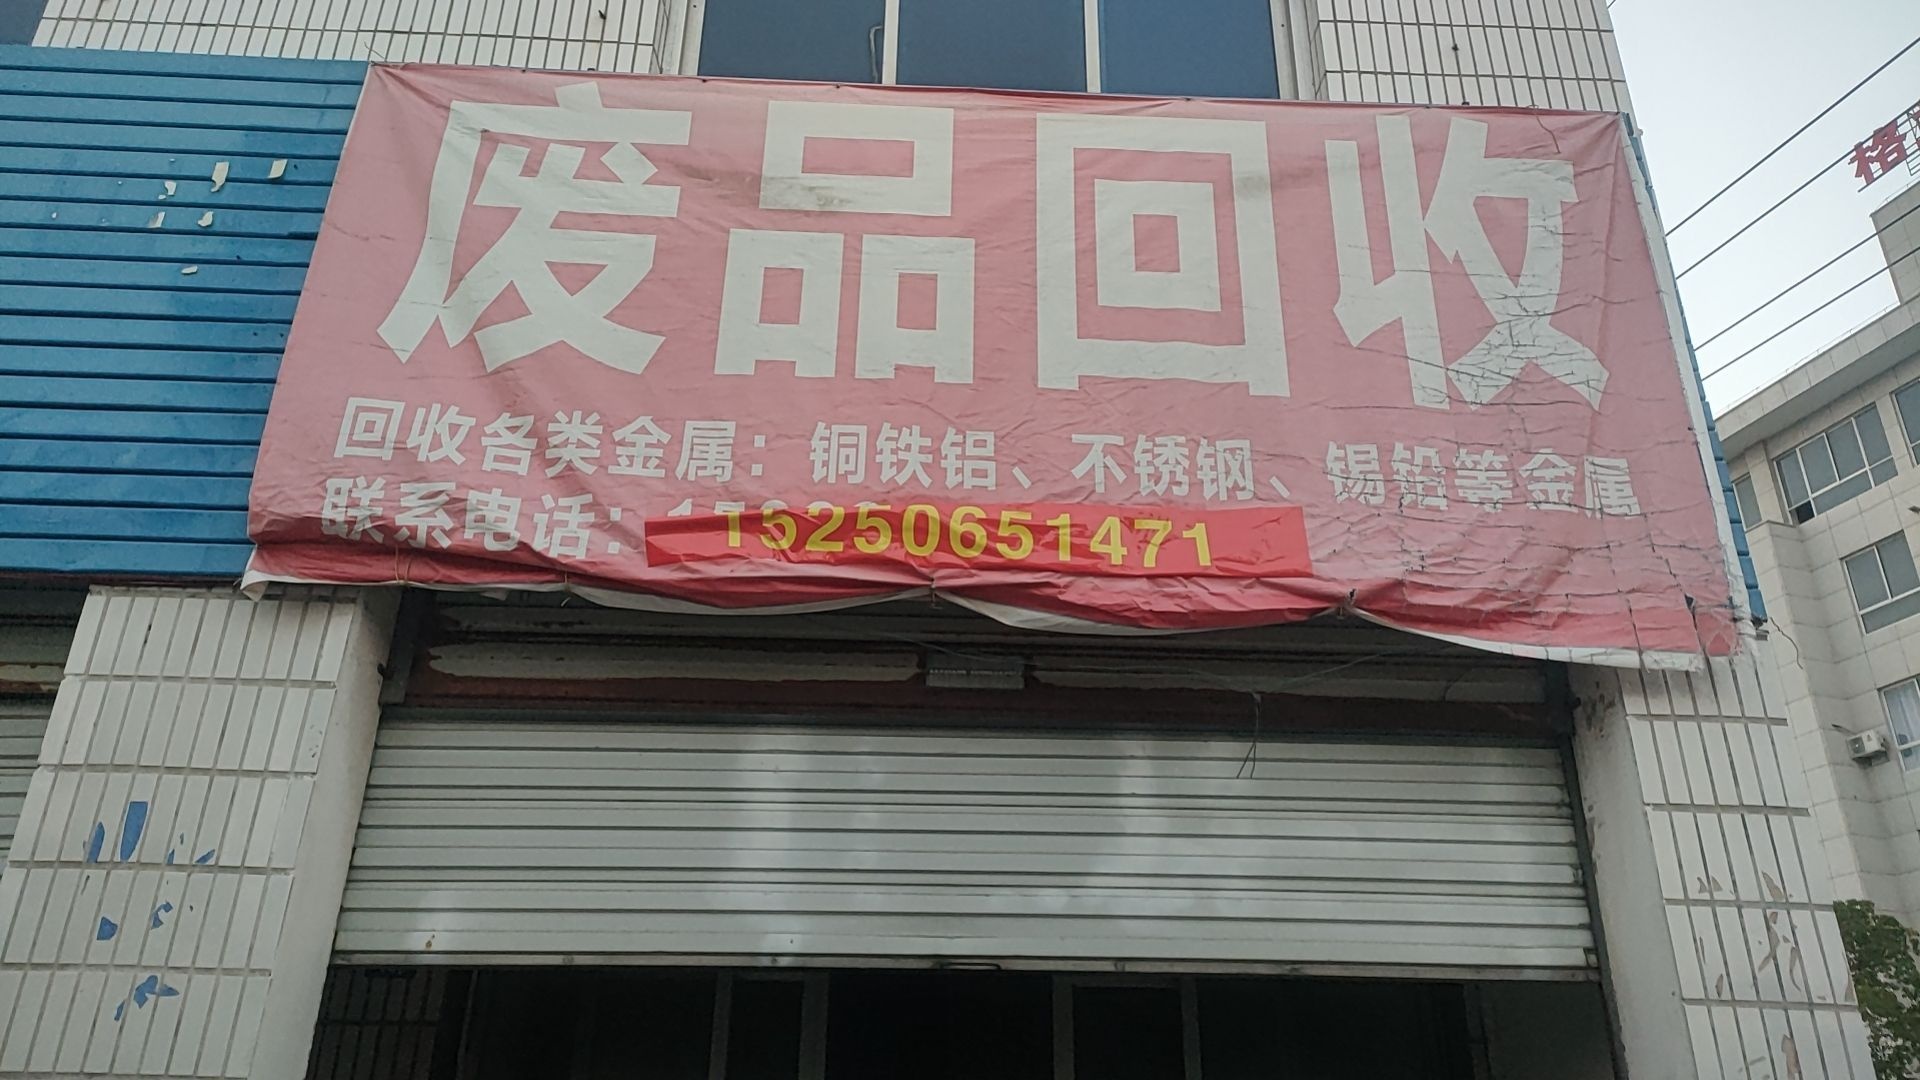 废品回收
回收各类金属：铜铁铝、不锈钢、锡铅等金属
联系电话：15250651471
格